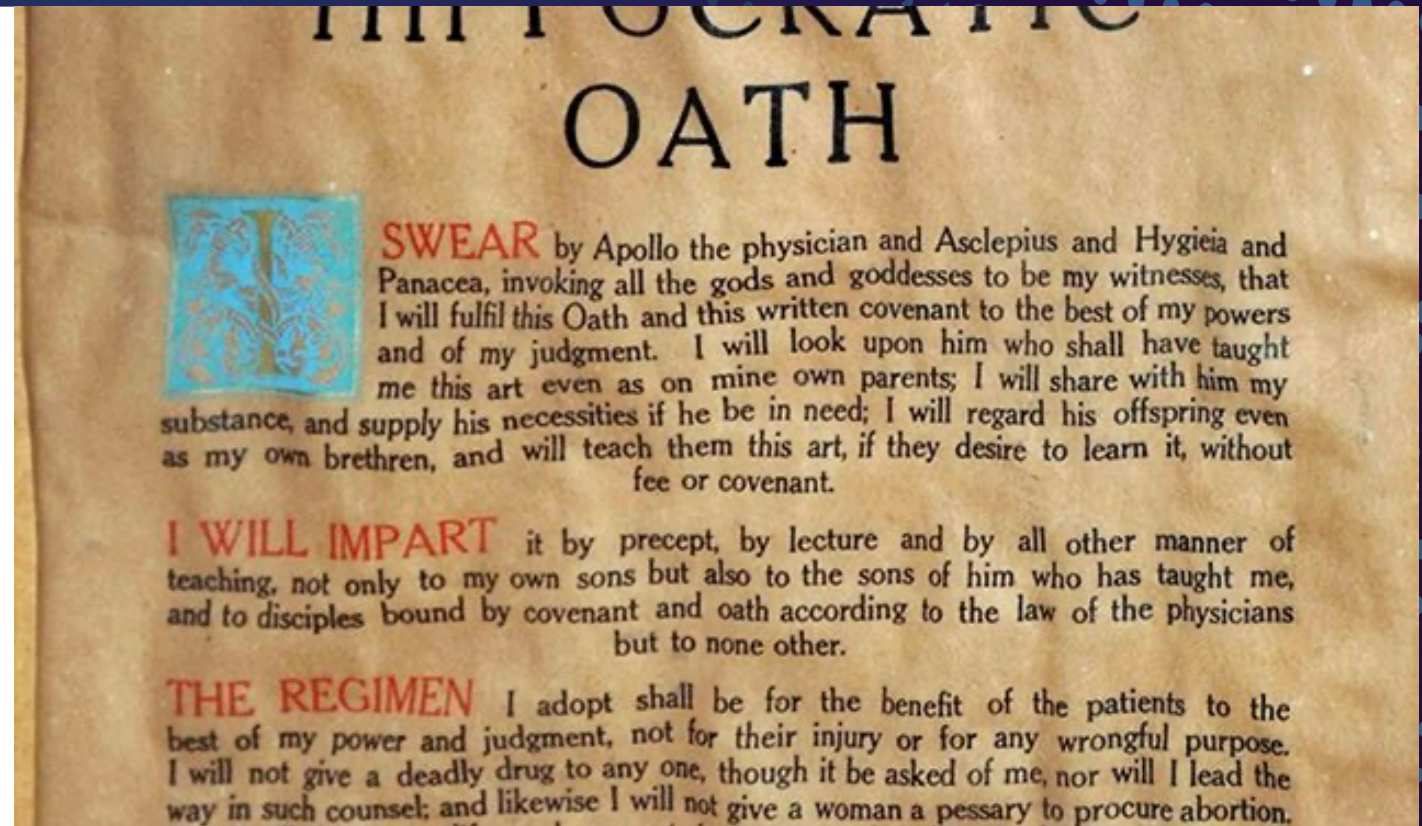 HIPPOCRATIC
OATH
I SWEAR by Apollo the physician and Asclepius and Hygieia and
Panacea, invoking all the gods and goddesses to be my witnesses, that
I will fulfil this Oath and this written covenant to the best of my powers
and of my judgment. I will look upon him who shall have taught
me this art even as on mine own parents; I will share with him my
substance, and supply his necessities if he be in need; I will regard his offspring even
as my own brethren, and will teach them this art, if they desire to learn it, without
fee or covenant.
I WILL IMPART it by precept, by lecture and by all other manner of
teaching, not only to my own sons but also to the sons of him who has taught me,
and to disciples bound by covenant and oath according to the law of the physicians
but to none other.
THE REGIMEN I adopt shall be for the benefit of the patients to the
best of my power and judgment, not for their injury or for any wrongful purpose.
I will not give a deadly drug to any one, though it be asked of me, nor will I lead the
way in such counsel; and likewise I will not give a woman a pessary to procure abortion.